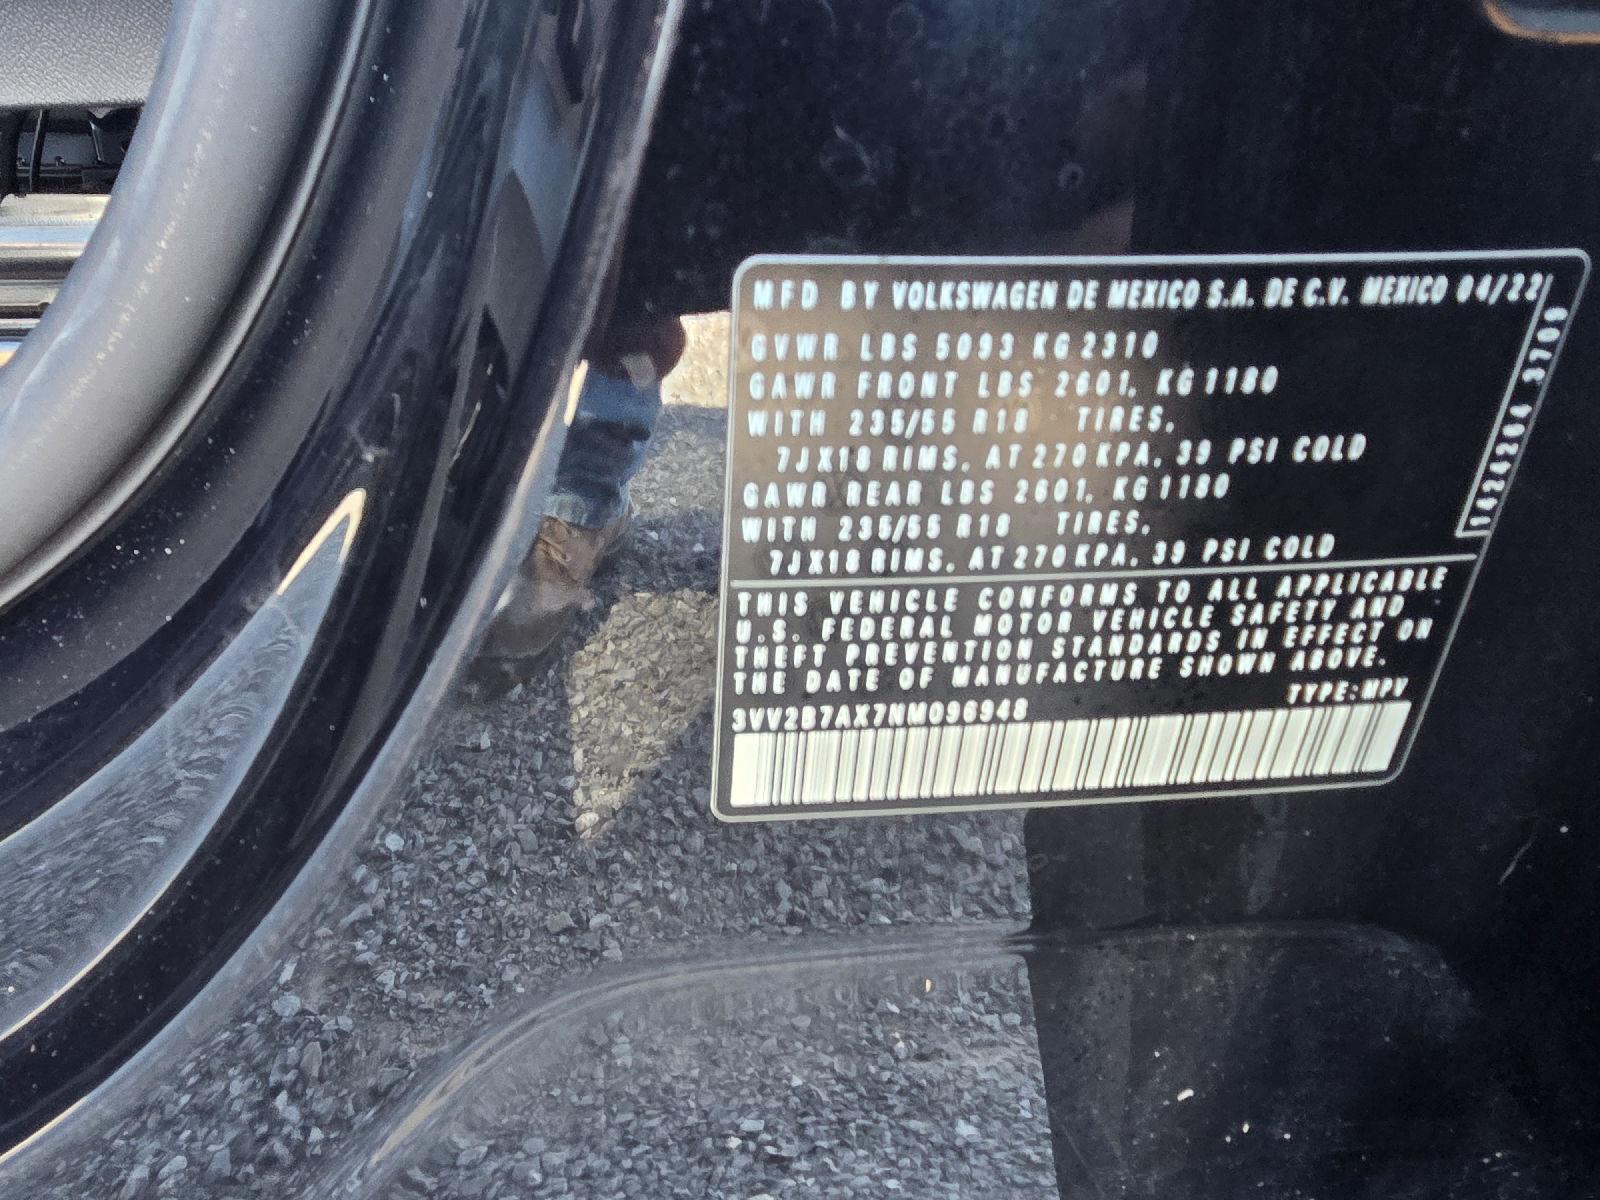 MFD BY VOLKSWAGEN DE MEXICO S.A. DE C.V. MEXICO 04/22
GVWR LBS 5093 KG 2310
GAWR FRONT LBS 2601, KG 1180
WITH 235/55 R18 TIRES,
7JX18 RIMS, AT 270 KPA, 39 PSI COLD
GAWR REAR LBS 2601, KG 1180
WITH 235/55 R18 TIRES,
7JX18 RIMS, AT 270 KPA, 39 PSI COLD
THIS VEHICLE CONFORMS TO ALL APPLICABLE
U.S. FEDERAL MOTOR VEHICLE SAFETY AND
THEFT PREVENTION STANDARDS IN EFFECT ON
THE DATE OF MANUFACTURE SHOWN ABOVE.
3VV2B7AX7NM096948
TYPE:MPV